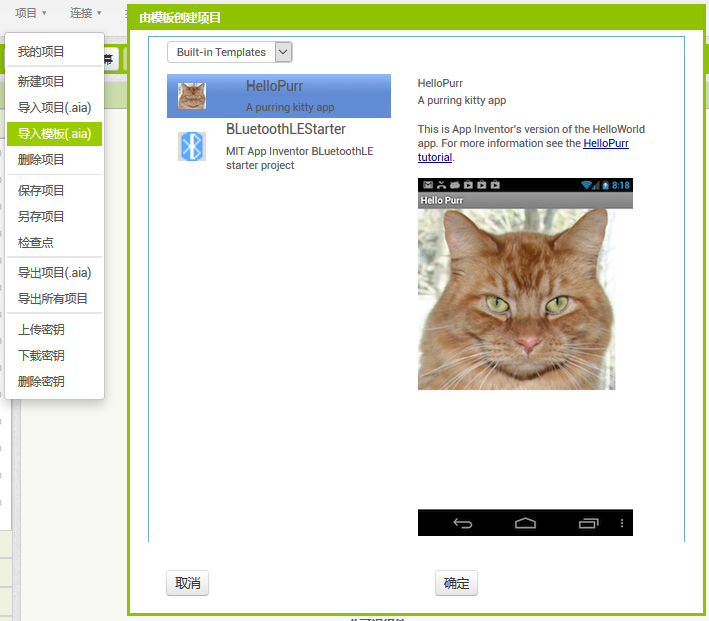 项目
连接
由模板创建项目
我的项目
新建项目
导入项目(.aia)
导入模板(.aia)
删除项目
保存项目
另存项目
检查点
导出项目(.aia)
导出所有项目
上传密钥
下载密钥
删除密钥
Built-in Templates
HelloPurr
A purring kitty app
BLuetoothLEStarter
MIT App Inventor BLuetoothLE
starter project
HelloPurr
A purring kitty app
This is App Inventor's version of the HelloWorld
app. For more information see the HelloPurr
tutorial.
8:18
Hello Purr
取消
确定